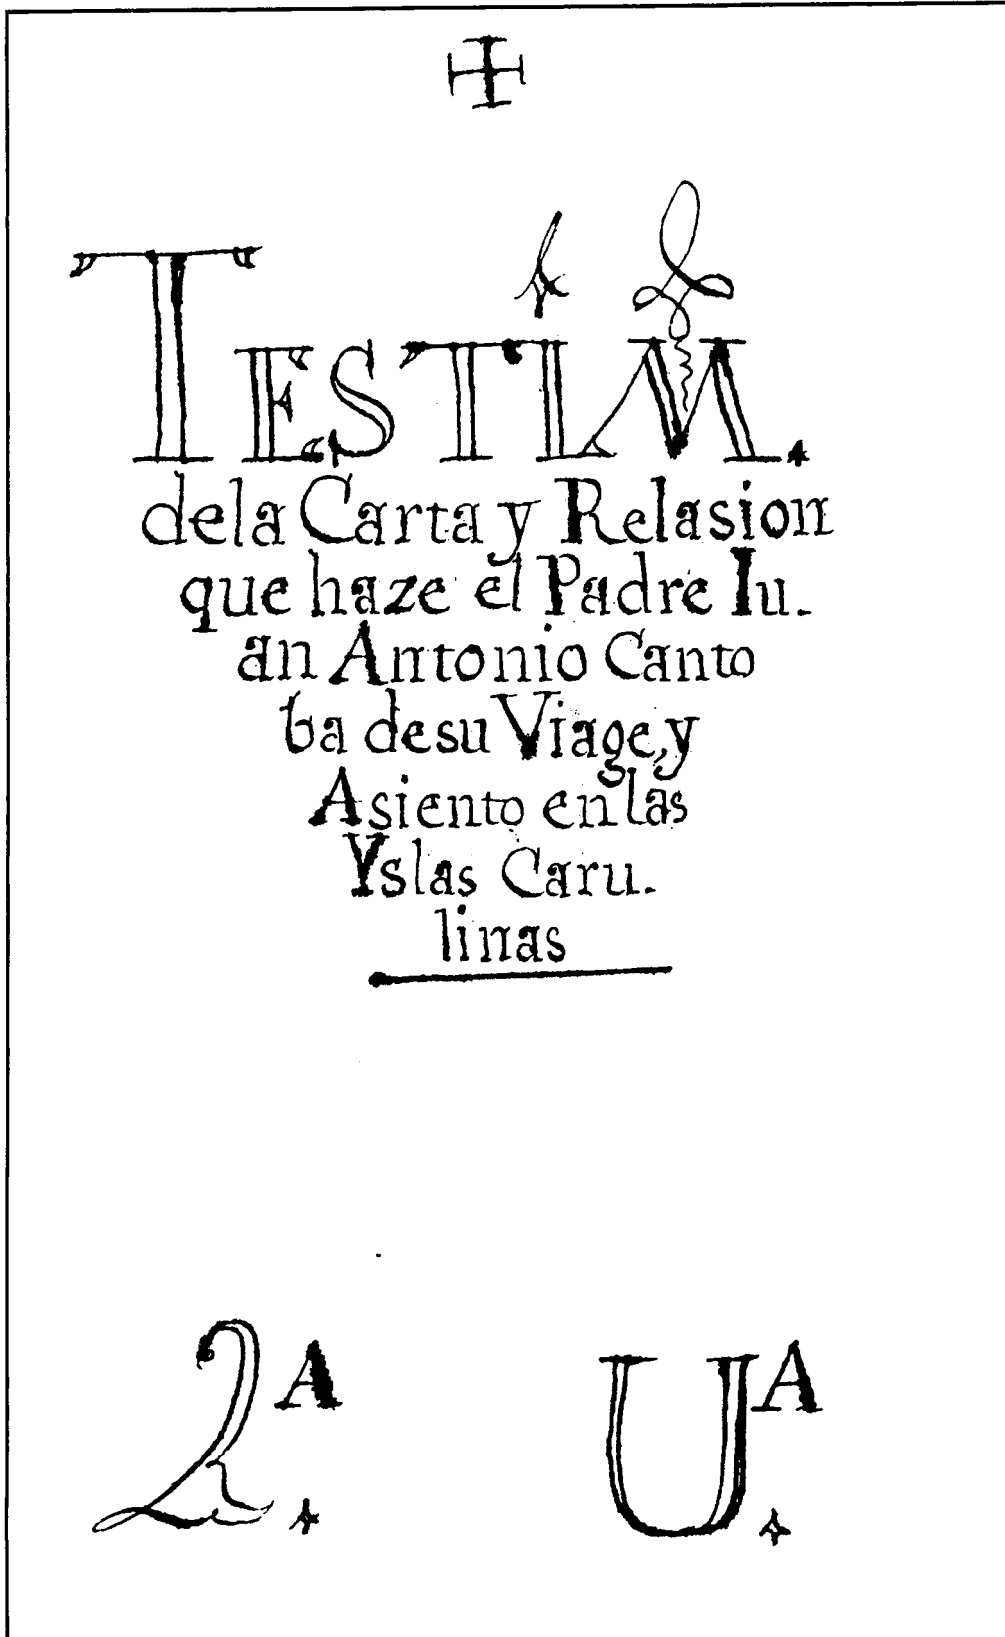 ✠
TESTIM.
dela Carta y Relasion
que haze el Padre Iu-
an Antonio Canto
ba desu Viage, y
Asiento en las
Yslas Caru-
linas
2^A. U^A.